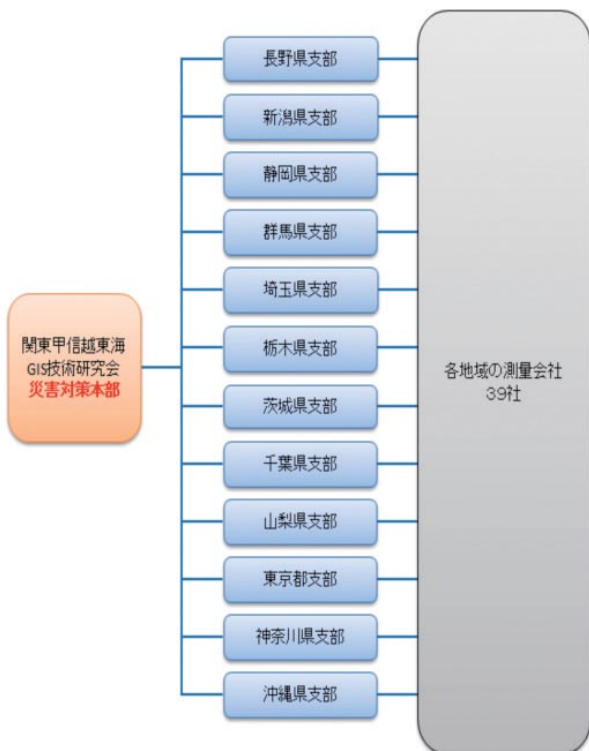 長野県支部
新潟県支部
静岡県支部
群馬県支部
埼玉県支部
関東甲信越東海
GIS技術研究会
災害対策本部
栃木県支部
茨城県支部
千葉県支部
山梨県支部
東京都支部
神奈川県支部
沖縄県支部
各地域の測量会社
39社